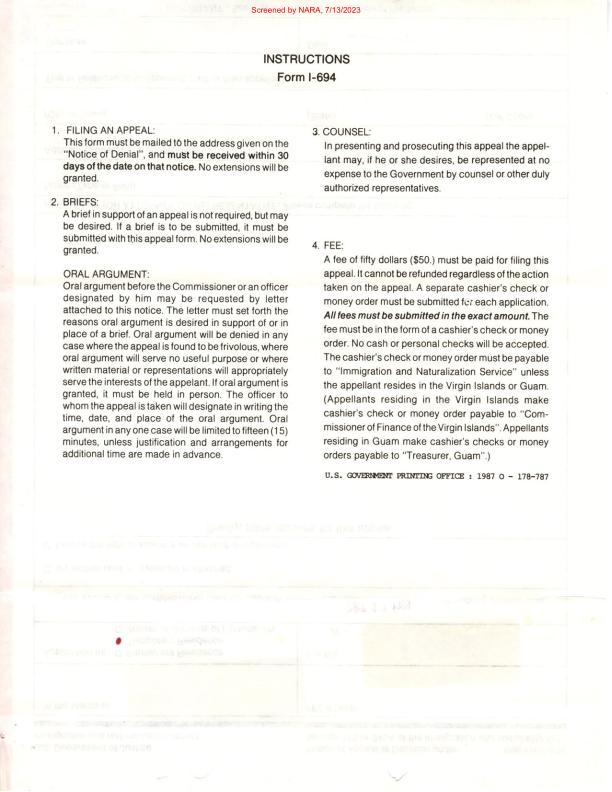 Screened by NARA, 7/13/2023
INSTRUCTIONS
Form I-694
1. FILING AN APPEAL:
This form must be mailed to the address given on the
"Notice of Denial", and must be received within 30
days of the date on that notice. No extensions will be
granted.
2. BRIEFS:
A brief in support of an appeal is not required, but may
be desired. If a brief is to be submitted, it must be
submitted with this appeal form. No extensions will be
granted.
ORAL ARGUMENT:
Oral argument before the Commissioner or an officer
designated by him may be requested by letter
attached to this notice. The letter must set forth the
reasons oral argument is desired in support of or in
place of a brief. Oral argument will be denied in any
case where the appeal is found to be frivolous, where
oral argument will serve no useful purpose or where
written material or representations will appropriately
serve the interests of the appelant. If oral argument is
granted, it must be held in person. The officer to
whom the appeal is taken will designate in writing the
time, date, and place of the oral argument. Oral
argument in any one case will be limited to fifteen (15)
minutes, unless justification and arrangements for
additional time are made in advance.
3. COUNSEL:
In presenting and prosecuting this appeal the appel-
lant may, if he or she desires, be represented at no
expense to the Government by counsel or other duly
authorized representatives.
4. FEE:
A fee of fifty dollars ($50.) must be paid for filing this
appeal. It cannot be refunded regardless of the action
taken on the appeal. A separate cashier's check or
money order must be submitted for each application.
All fees must be submitted in the exact amount. The
fee must be in the form of a cashier's check or money
order. No cash or personal checks will be accepted.
The cashier's check or money order must be payable
to "Immigration and Naturalization Service" unless
the appellant resides in the Virgin Islands or Guam.
(Appellants residing in the Virgin Islands make
cashier's check or money order payable to "Com-
missioner of Finance of the Virgin Islands". Appellants
residing in Guam make cashier's checks or money
orders payable to "Treasurer, Guam".)
U.S. GOVERNMENT PRINTING OFFICE : 1987 O - 178-787